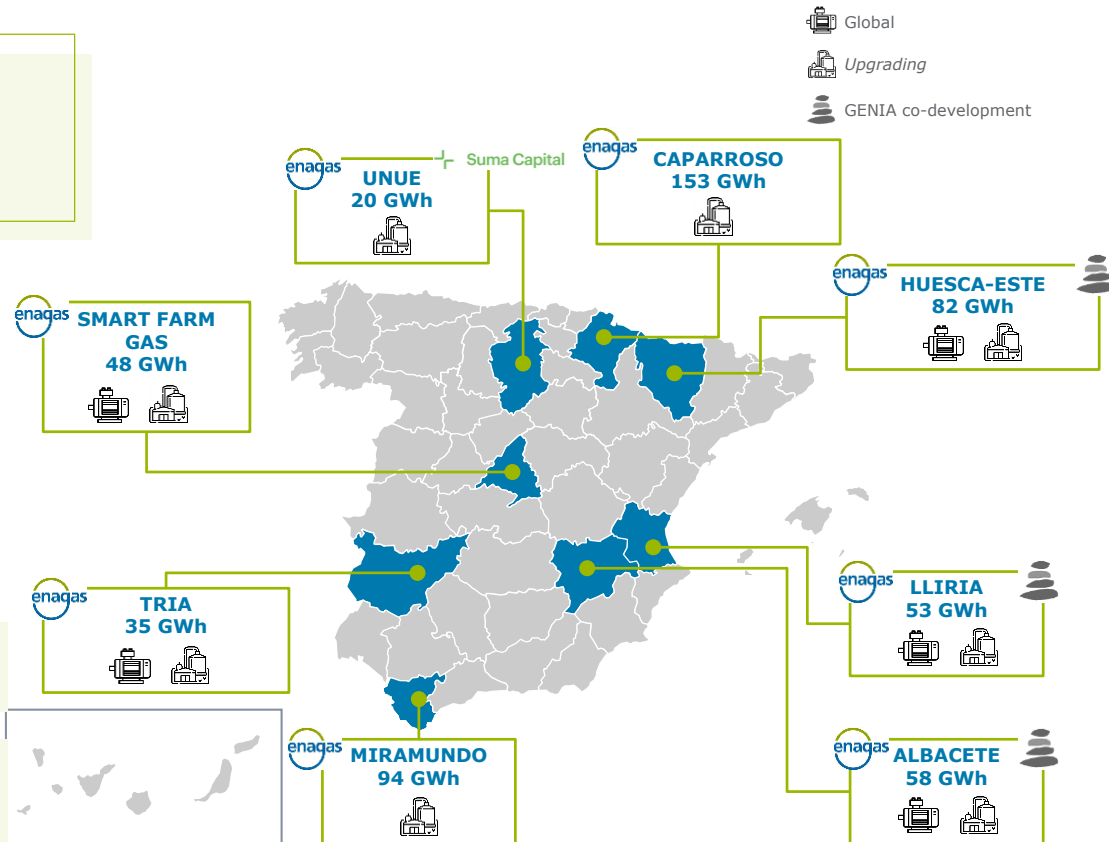 Global
Upgrading
GENIA co-development
enagas
Suma Capital
UNUE
20 GWh
enagas
CAPARROSO
153 GWh
enagas
HUESCA-ESTE
82 GWh
enagas
SMART FARM
GAS
48 GWh
enagas
TRIA
35 GWh
enagas
LLIRIA
53 GWh
enagas
MIRAMUNDO
94 GWh
enagas
ALBACETE
58 GWh